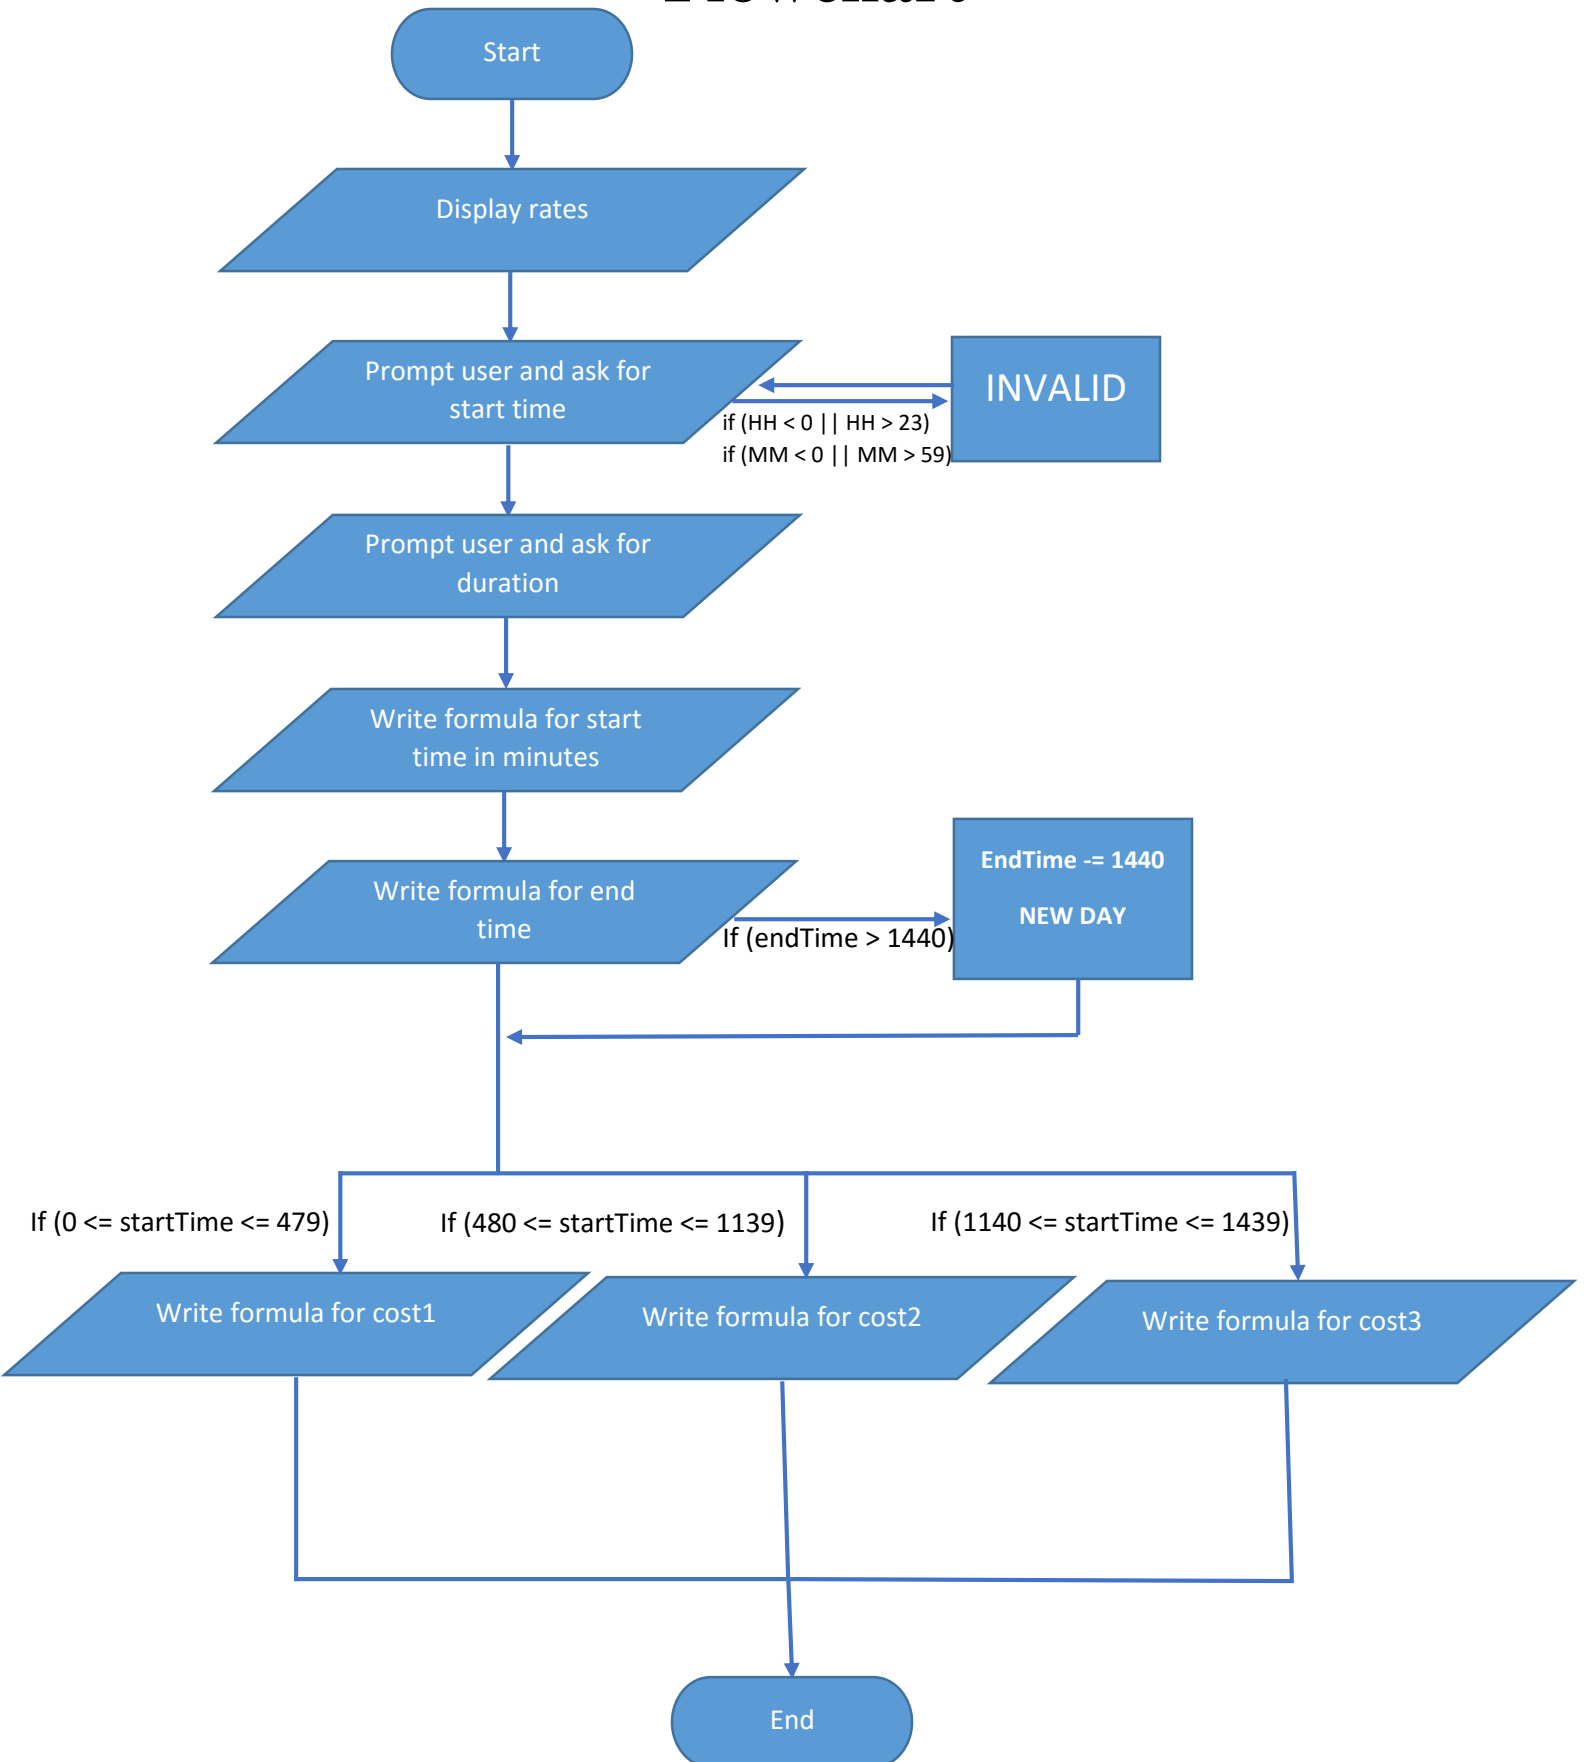 Flowchart
Start
Display rates
Prompt user and ask for
start time
INVALID
if (HH < 0 || HH > 23)
if (MM < 0 || MM > 59)
Prompt user and ask for
duration
Write formula for start
time in minutes
Write formula for end
time
If (endTime > 1440)
EndTime -= 1440
NEW DAY
If (0 <= startTime <= 479)
If (480 <= startTime <= 1139)
If (1140 <= startTime <= 1439)
Write formula for cost1
Write formula for cost2
Write formula for cost3
End